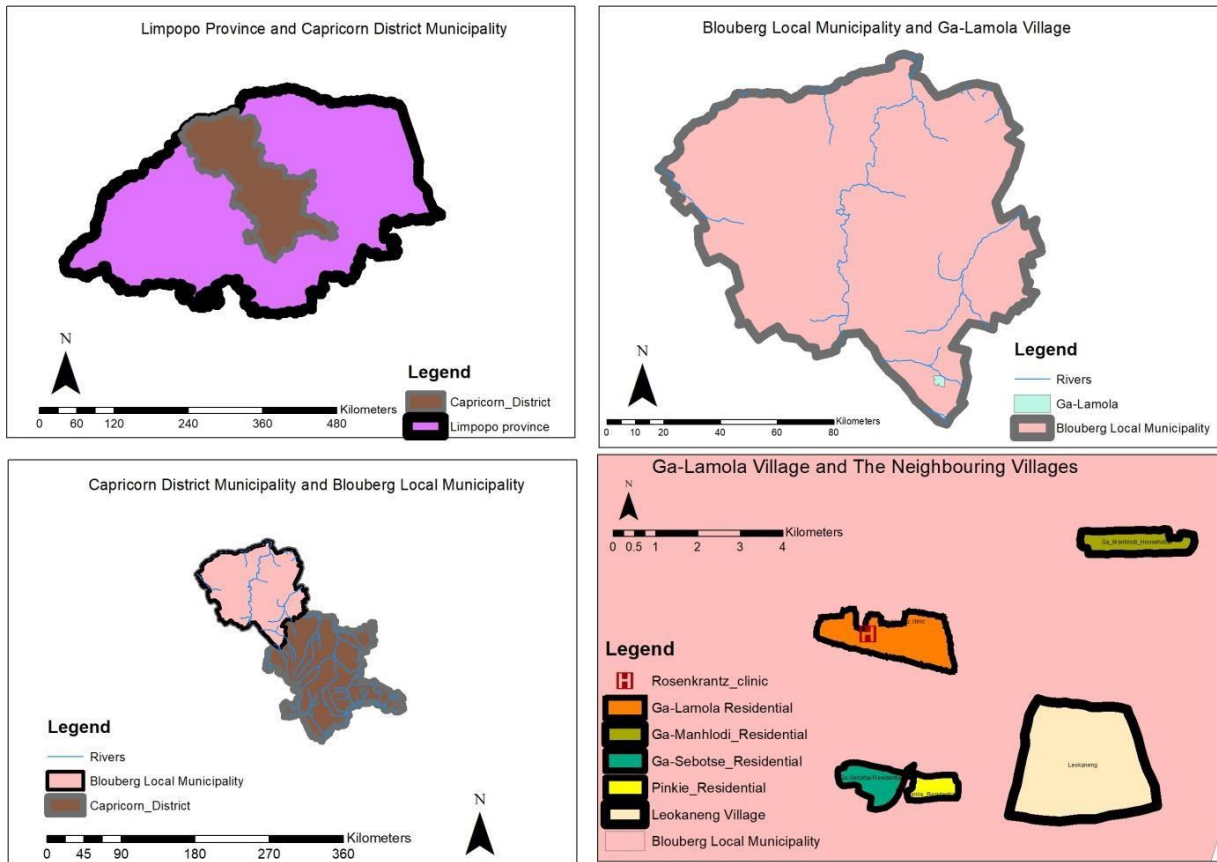 Limpopo Province and Capricorn District Municipality
N
Legend
Capricorn_District
Limpopo province
Kilometers
0 60 120 240 360 480
Blouberg Local Municipality and Ga-Lamola Village
N
Legend
Rivers
Ga-Lamola
Blouberg Local Municipality
Kilometers
0 5 10 20 40 60 80
Capricorn District Municipality and Blouberg Local Municipality
Legend
Rivers
Blouberg Local Municipality
Capricorn_District
N
Kilometers
0 45 90 180 270 360
Ga-Lamola Village and The Neighbouring Villages
N
Kilometers
0 0.5 1 2 3 4
Ga-Sebotse Residential
Leokaneng
Legend
H
Rosenkrantz_clinic
Ga-Lamola Residential
Ga-Manhlodi_Residential
Ga-Sebotse_Residential
Pinkie_Residential
Leokaneng Village
Blouberg Local Municipality